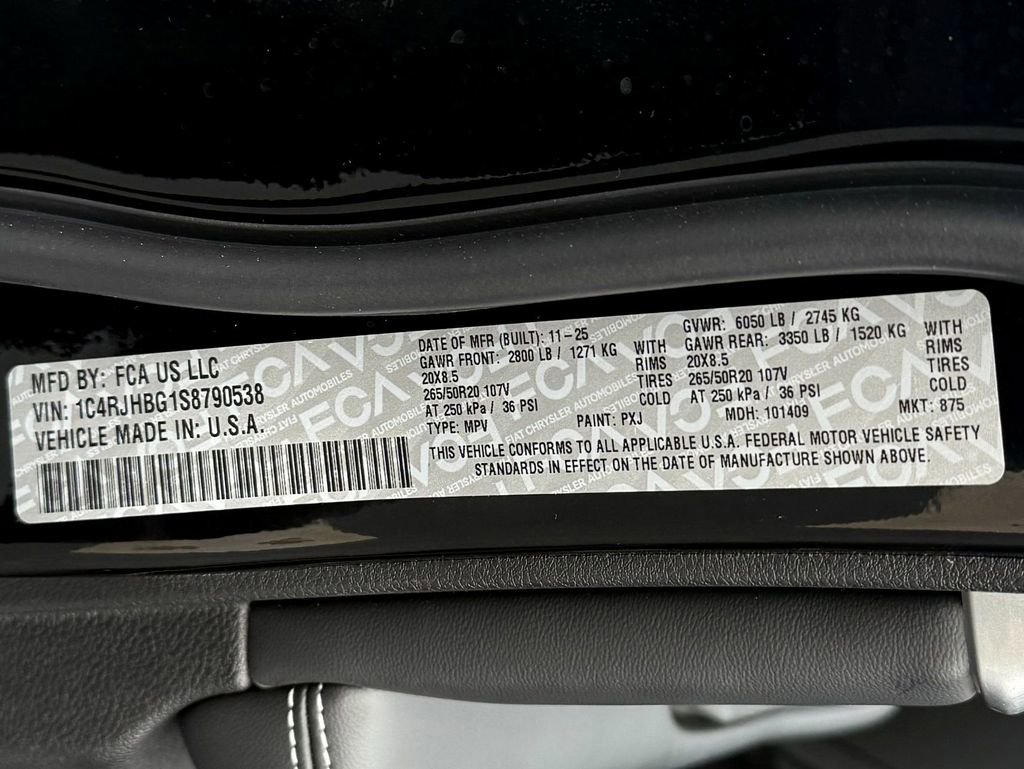 MFD BY: FCA US LLC
VIN: 1C4RJHBG1S8790538
VEHICLE MADE IN: U.S.A.
DATE OF MFR (BUILT): 11-25
GVWR: 6050 LB / 2745 KG
GAWR FRONT: 2800 LB / 1271 KG WITH
20X8.5 RIMS
265/50R20 107V TIRES
AT 250 kPa / 36 PSI COLD
GAWR REAR: 3350 LB / 1520 KG WITH
20X8.5 RIMS
265/50R20 107V TIRES
AT 250 kPa / 36 PSI COLD
TYPE: MPV PAINT: PXJ MDH: 101409 MKT: 875
THIS VEHICLE CONFORMS TO ALL APPLICABLE U.S.A. FEDERAL MOTOR VEHICLE SAFETY
STANDARDS IN EFFECT ON THE DATE OF MANUFACTURE SHOWN ABOVE.
FCA
FIAT CHRYSLER AUTOMOBILES